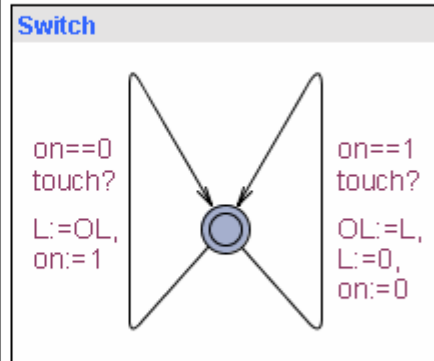 Switch
on==0
touch?
L:=OL,
on:=1
on==1
touch?
OL:=L,
L:=0,
on:=0